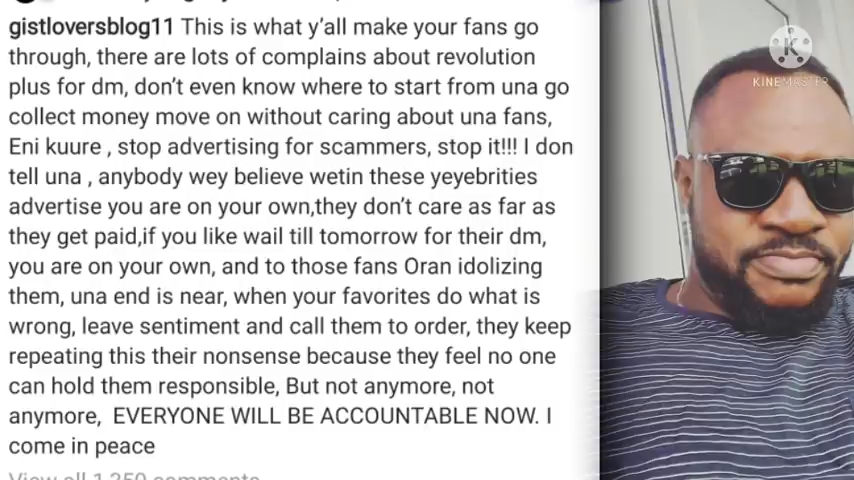 gistloversblog11 This is what y'all make your fans go
through, there are lots of complains about revolution
plus for dm, don't even know where to start from una go
collect money move on without caring about una fans,
Eni kuure , stop advertising for scammers, stop it!!! I don
tell una , anybody wey believe wetin these yeyebrities
advertise you are on your own,they don't care as far as
they get paid,if you like wail till tomorrow for their dm,
you are on your own, and to those fans Oran idolizing
them, una end is near, when your favorites do what is
wrong, leave sentiment and call them to order, they keep
repeating this their nonsense because they feel no one
can hold them responsible, But not anymore, not
anymore,  EVERYONE WILL BE ACCOUNTABLE NOW. I
come in peace
View all 1,250 comments
K
KINEMASTER